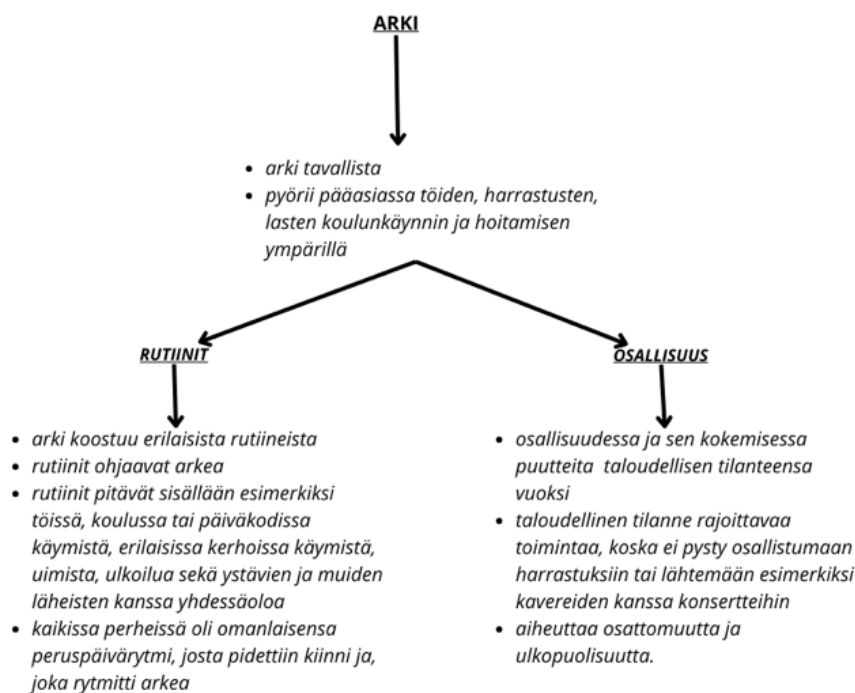 ARKI
• arki tavallista
• pyörii pääasiassa töiden, harrastusten,
lasten koulunkäynnin ja hoitamisen
ympärillä
RUTIINIT
• arki koostuu erilaisista rutiineista
• rutiinit ohjaavat arkea
• rutiinit pitävät sisällään esimerkiksi
töissä, koulussa tai päiväkodissa
käymistä, erilaisissa kerhoissa käymistä,
uimista, ulkoilua sekä ystävien ja muiden
läheisten kanssa yhdessäoloa
• kaikissa perheissä oli omanlaisensa
peruspäivärytmi, josta pidettiin kiinni ja,
joka rytmitti arkea
OSALLISUUS
• osallisuudessa ja sen kokemisessa
puutteita taloudellisen tilanteensa
vuoksi
• taloudellinen tilanne rajoittavaa
toimintaa, koska ei pysty osallistumaan
harrastuksiin tai lähtemään esimerkiksi
kavereiden kanssa konsertteihin
• aiheuttaa osattomuutta ja
ulkopuolisuutta.